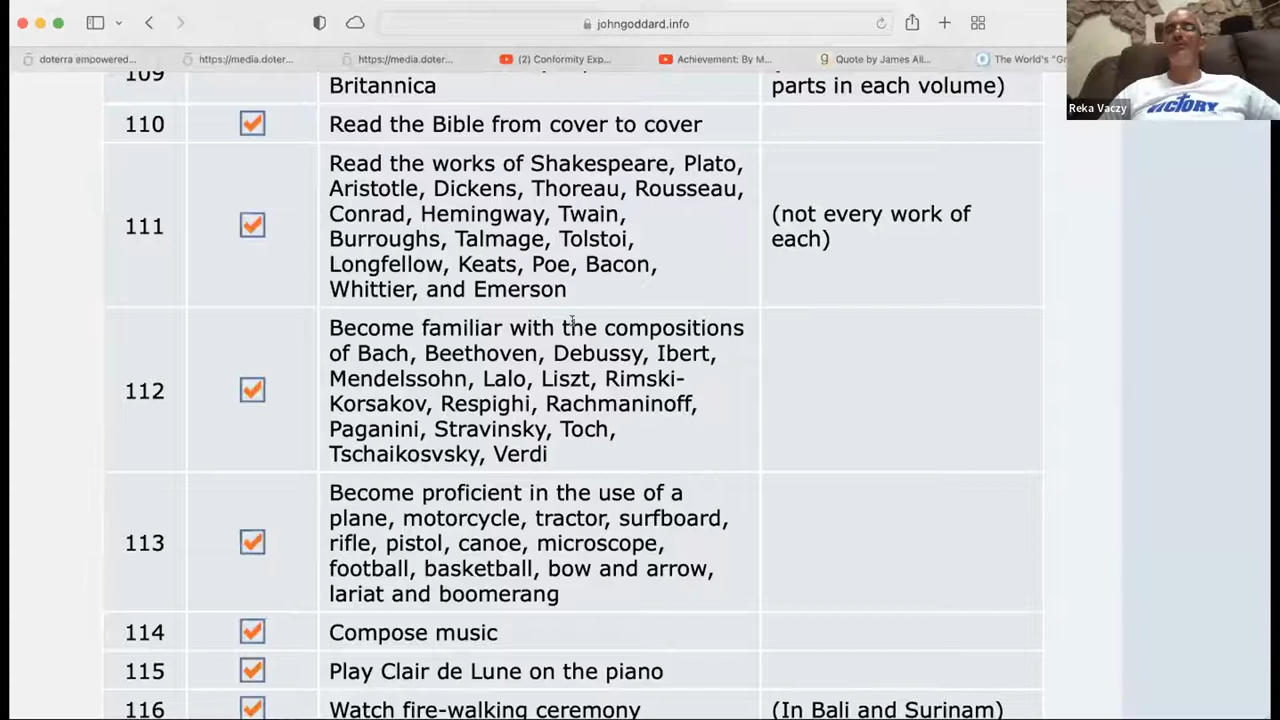 johngoddard.info
doterra empowered...
https://media.doter...
https://media.doter...
(2) Conformity Exp...
Achievement: By M...
Quote by James All...
The World's "Gr
Reka Vaczy
VICTORY
109
Britannica
parts in each volume)
110
Read the Bible from cover to cover
111
Read the works of Shakespeare, Plato,
Aristotle, Dickens, Thoreau, Rousseau,
Conrad, Hemingway, Twain,
Burroughs, Talmage, Tolstoi,
Longfellow, Keats, Poe, Bacon,
Whittier, and Emerson
(not every work of
each)
112
Become familiar with the compositions
of Bach, Beethoven, Debussy, Ibert,
Mendelssohn, Lalo, Liszt, Rimski-
Korsakov, Respighi, Rachmaninoff,
Paganini, Stravinsky, Toch,
Tschaikosvsky, Verdi
113
Become proficient in the use of a
plane, motorcycle, tractor, surfboard,
rifle, pistol, canoe, microscope,
football, basketball, bow and arrow,
lariat and boomerang
114
Compose music
115
Play Clair de Lune on the piano
116
Watch fire-walking ceremony
(In Bali and Surinam)